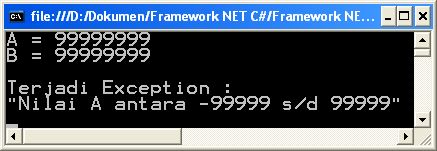 file:///D:/Dokumen/Framework NET C#/Framework NE...
A = 99999999
B = 99999999
Terjadi Exception :
"Nilai A antara -99999 s/d 99999"